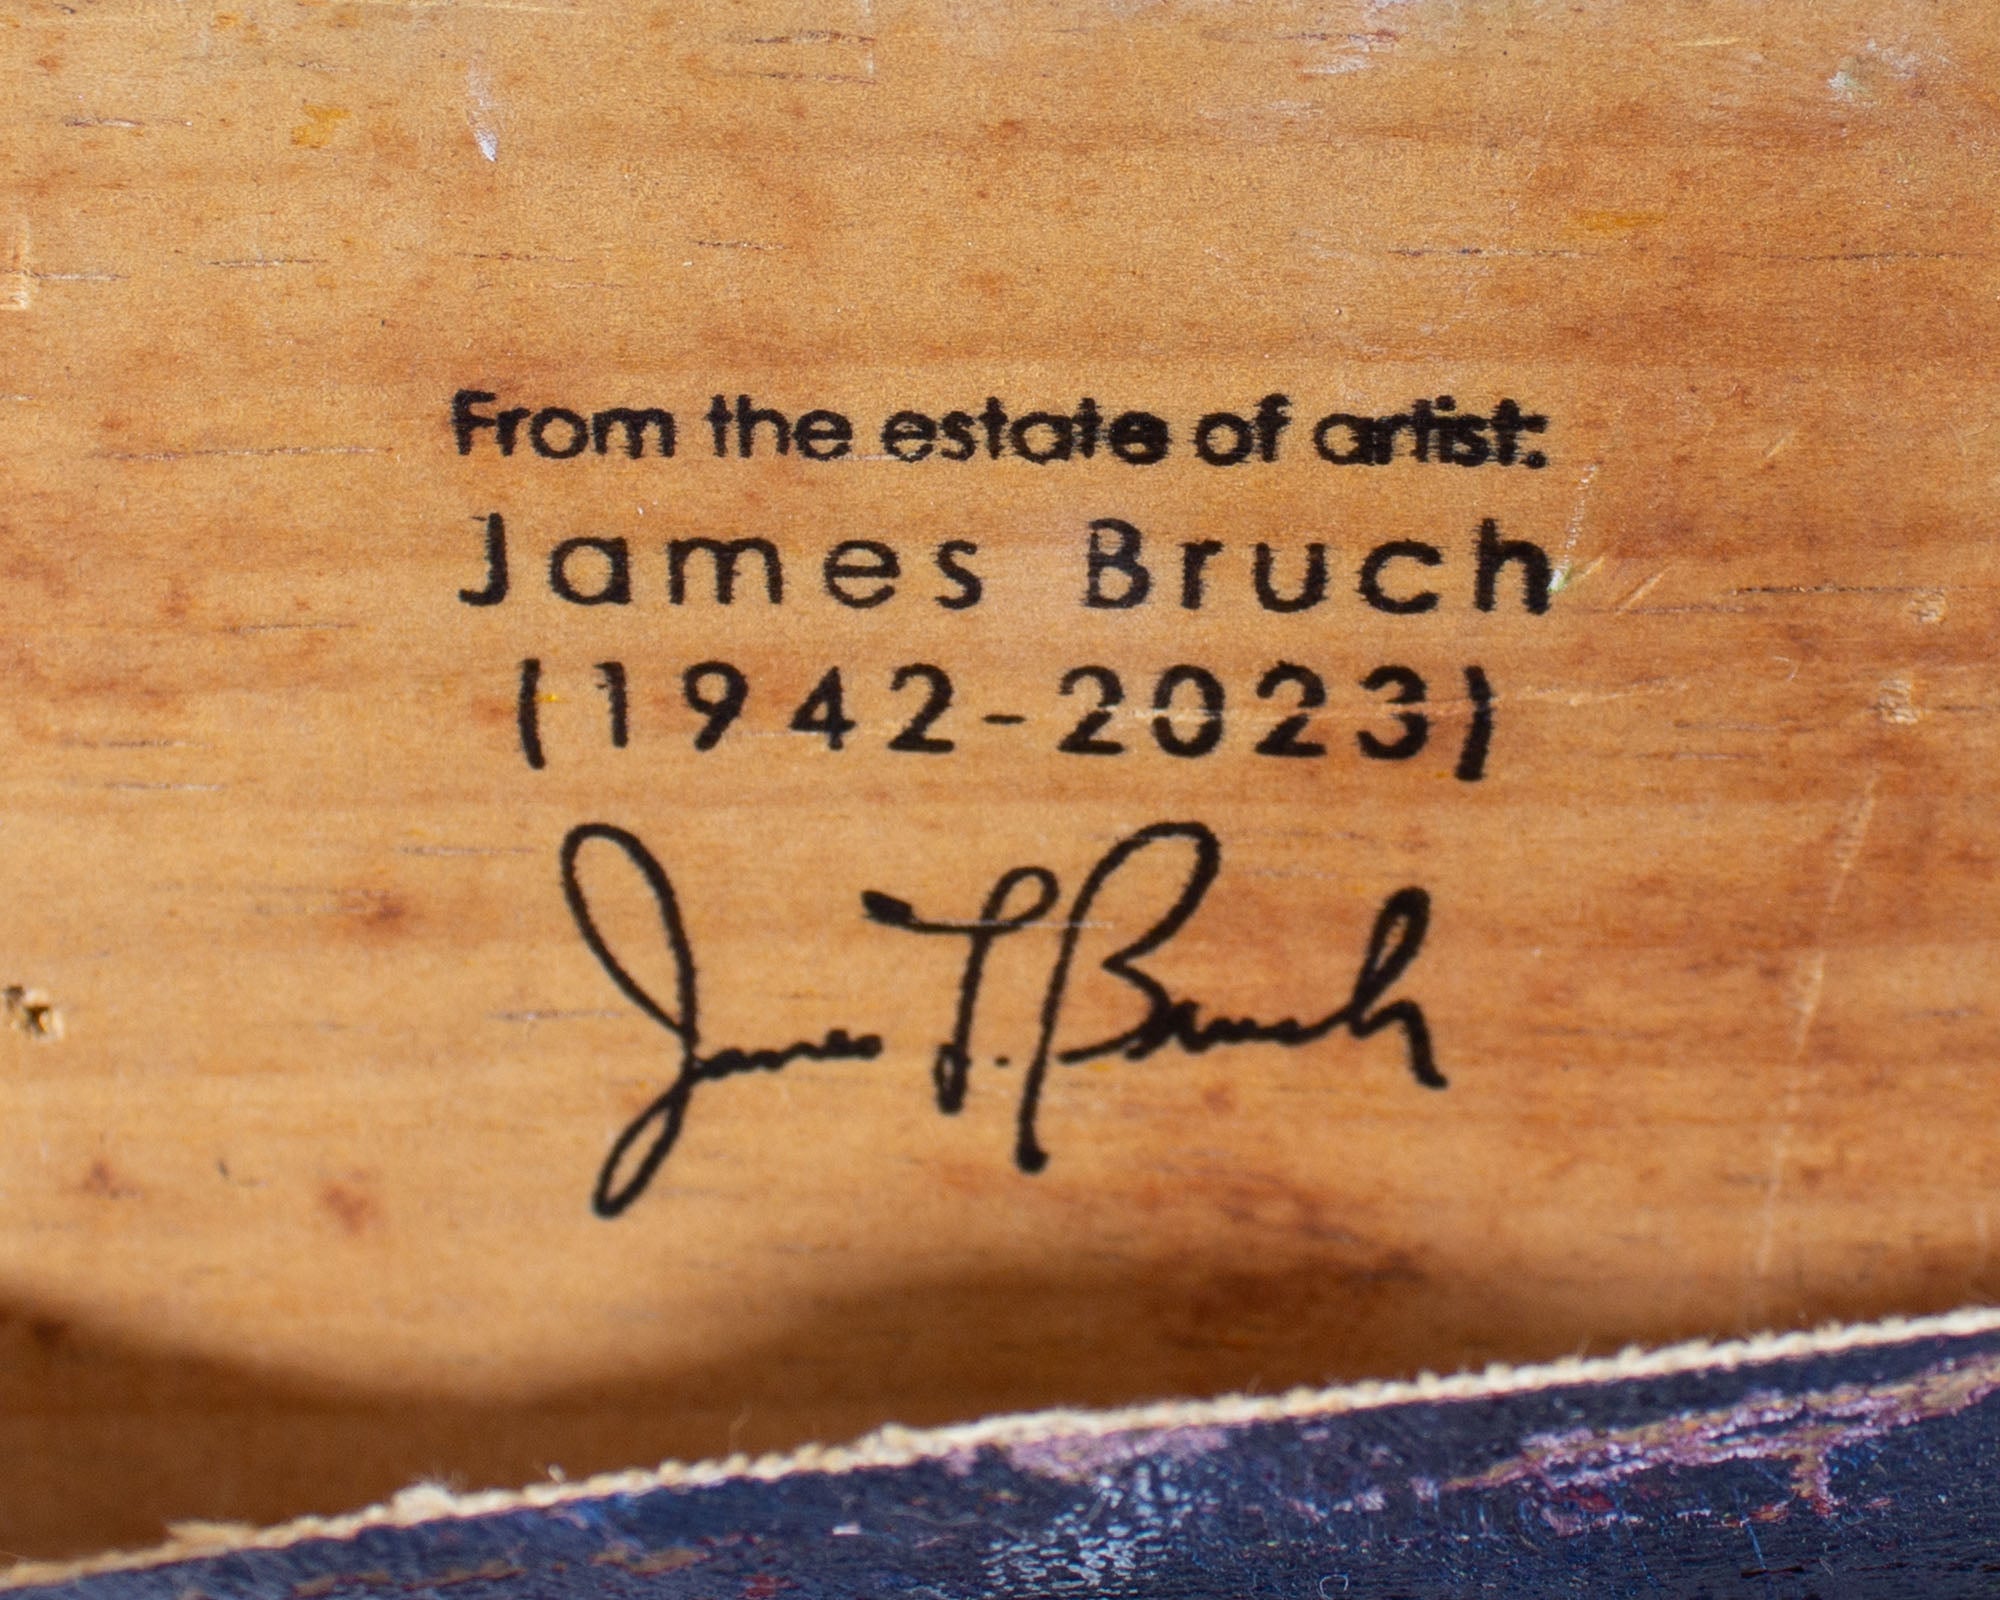 From the estate of artist:
James Bruch
(1942-2023)
James T. Bruch